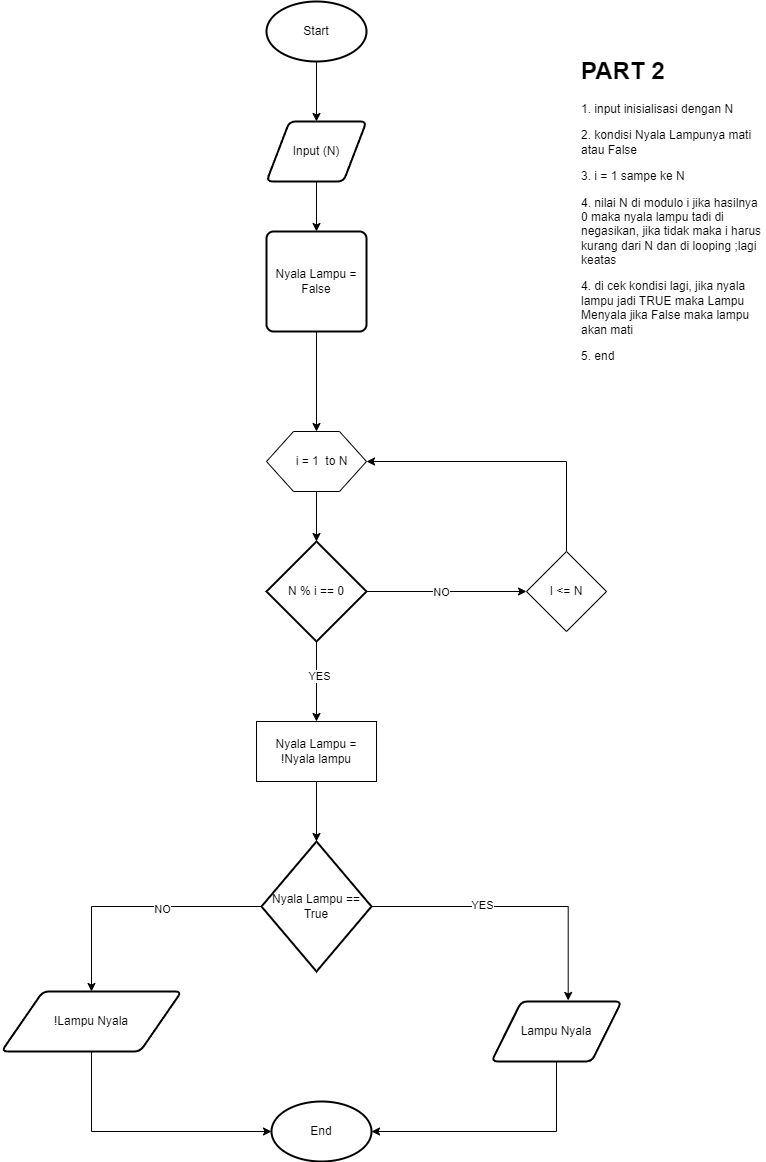 Start
PART 2
1. input inisialisasi dengan N
2. kondisi Nyala Lampunya mati
atau False
3. i = 1 sampe ke N
4. nilai N di modulo i jika hasilnya
0 maka nyala lampu tadi di
negasikan, jika tidak maka i harus
kurang dari N dan di looping ;lagi
keatas
4. di cek kondisi lagi, jika nyala
lampu jadi TRUE maka Lampu
Menyala jika False maka lampu
akan mati
5. end
Input (N)
Nyala Lampu =
False
i = 1  to N
N % i == 0
NO
I <= N
YES
Nyala Lampu =
!Nyala lampu
Nyala Lampu ==
True
NO
YES
!Lampu Nyala
Lampu Nyala
End